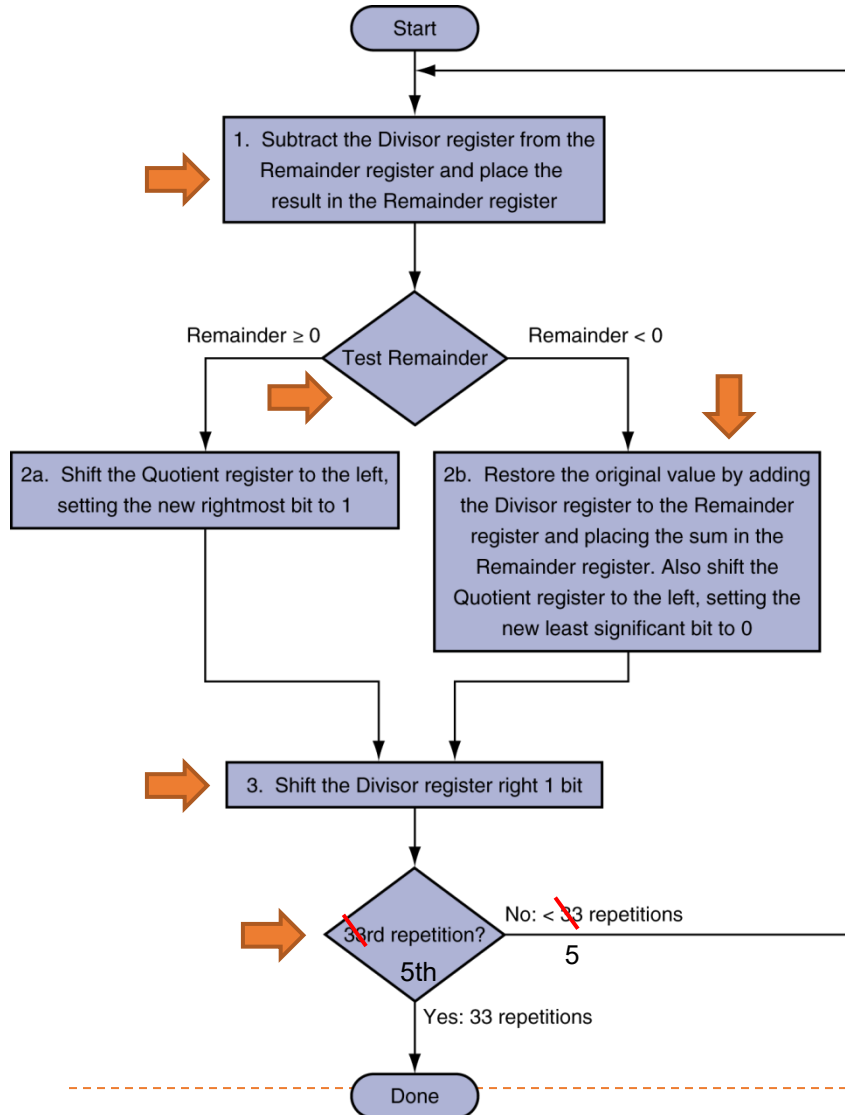 Start
1. Subtract the Divisor register from the
Remainder register and place the
result in the Remainder register
Remainder ≥ 0
Test Remainder
Remainder < 0
2a. Shift the Quotient register to the left,
setting the new rightmost bit to 1
2b. Restore the original value by adding
the Divisor register to the Remainder
register and placing the sum in the
Remainder register. Also shift the
Quotient register to the left, setting the
new least significant bit to 0
3. Shift the Divisor register right 1 bit
33rd repetition?
5th
No: < 33 repetitions
5
Yes: 33 repetitions
Done